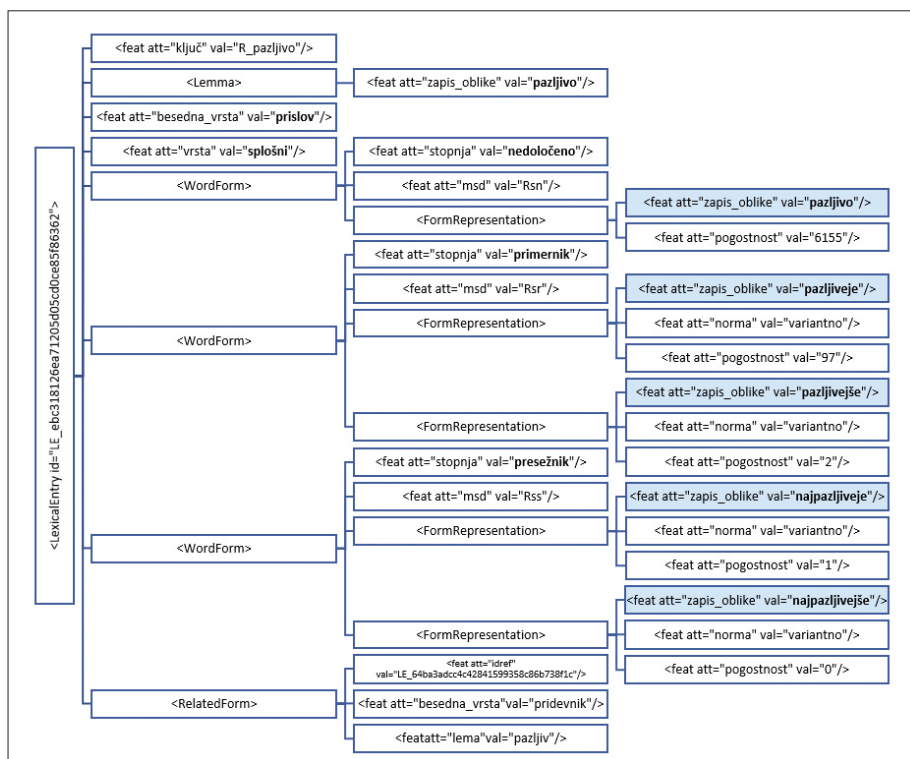 <LexicalEntry id="LE_ebc318126ea71205d05cd0ce85f86362">
<feat att="ključ" val="R_pazljivo"/>
<Lemma>
<feat att="zapis_oblike" val="pazljivo"/>
<feat att="besedna_vrsta" val="prislov"/>
<feat att="vrsta" val="splošni"/>
<WordForm>
<feat att="stopnja" val="nedoločeno"/>
<feat att="msd" val="Rsn"/>
<FormRepresentation>
<feat att="zapis_oblike" val="pazljivo"/>
<feat att="pogostnost" val="6155"/>
<WordForm>
<feat att="stopnja" val="primernik"/>
<feat att="msd" val="Rsr"/>
<FormRepresentation>
<feat att="zapis_oblike" val="pazljiveje"/>
<feat att="norma" val="variantno"/>
<feat att="pogostnost" val="97"/>
<FormRepresentation>
<feat att="zapis_oblike" val="pazljivejše"/>
<feat att="norma" val="variantno"/>
<feat att="pogostnost" val="2"/>
<WordForm>
<feat att="stopnja" val="presežnik"/>
<feat att="msd" val="Rss"/>
<FormRepresentation>
<feat att="zapis_oblike" val="najpazljiveje"/>
<feat att="norma" val="variantno"/>
<feat att="pogostnost" val="1"/>
<FormRepresentation>
<feat att="zapis_oblike" val="najpazljivejše"/>
<feat att="norma" val="variantno"/>
<feat att="pogostnost" val="0"/>
<RelatedForm>
<feat att="idref"
val="LE_64ba3adcc4c42841599358c86b738f1c"/>
<feat att="besedna_vrsta"val="pridevnik"/>
<featatt="lema"val="pazljiv"/>